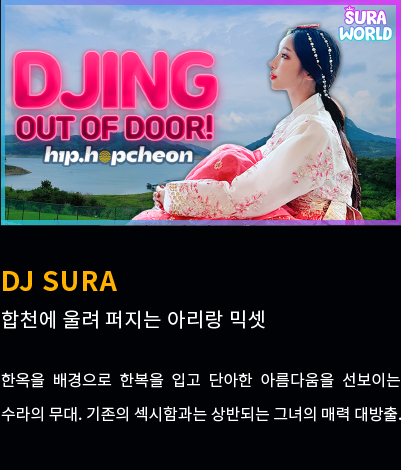 SURA
WORLD
DJING
OUT OF DOOR!
hip.hopcheon
DJ SURA
합천에 울려 퍼지는 아리랑 믹셋
한옥을 배경으로 한복을 입고 단아한 아름다움을 선보이는
수라의 무대. 기존의 섹시함과는 상반되는 그녀의 매력 대방출.